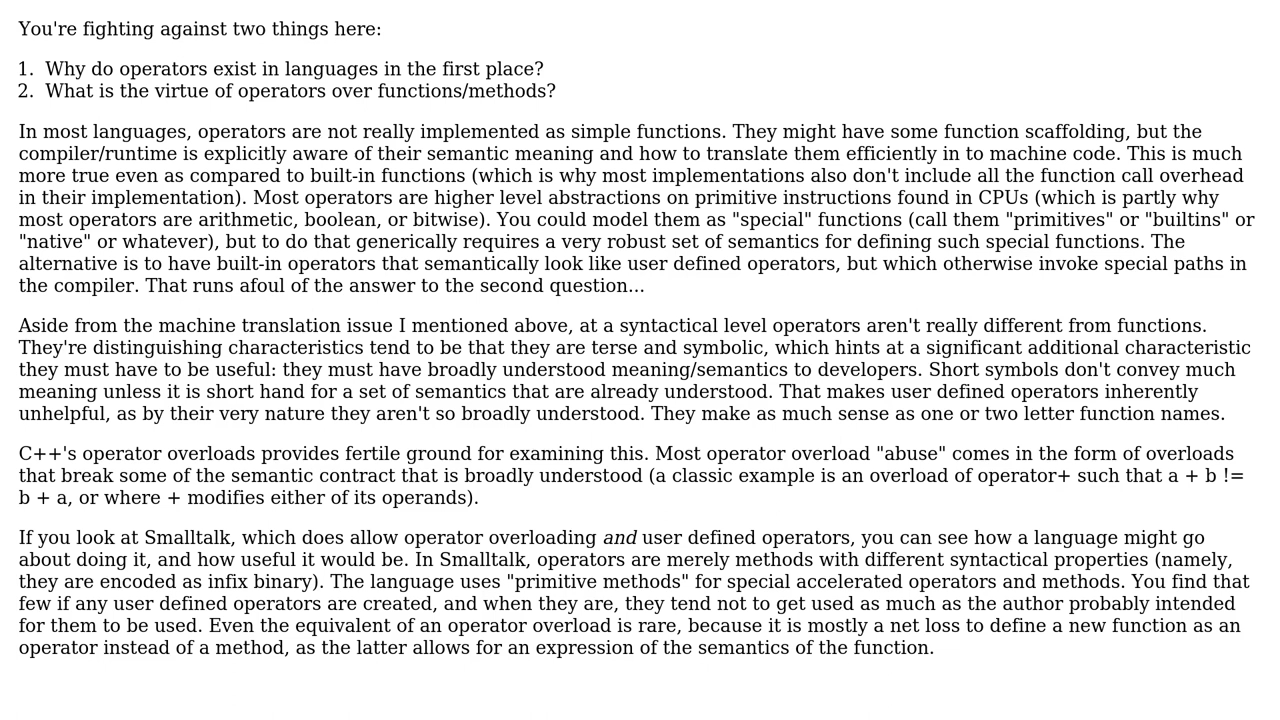 You're fighting against two things here:
1. Why do operators exist in languages in the first place?
2. What is the virtue of operators over functions/methods?
In most languages, operators are not really implemented as simple functions. They might have some function scaffolding, but the
compiler/runtime is explicitly aware of their semantic meaning and how to translate them efficiently in to machine code. This is much
more true even as compared to built-in functions (which is why most implementations also don't include all the function call overhead
in their implementation). Most operators are higher level abstractions on primitive instructions found in CPUs (which is partly why
most operators are arithmetic, boolean, or bitwise). You could model them as "special" functions (call them "primitives" or "builtins" or
"native" or whatever), but to do that generically requires a very robust set of semantics for defining such special functions. The
alternative is to have built-in operators that semantically look like user defined operators, but which otherwise invoke special paths in
the compiler. That runs afoul of the answer to the second question...
Aside from the machine translation issue I mentioned above, at a syntactical level operators aren't really different from functions.
They're distinguishing characteristics tend to be that they are terse and symbolic, which hints at a significant additional characteristic
they must have to be useful: they must have broadly understood meaning/semantics to developers. Short symbols don't convey much
meaning unless it is short hand for a set of semantics that are already understood. That makes user defined operators inherently
unhelpful, as by their very nature they aren't so broadly understood. They make as much sense as one or two letter function names.
C++'s operator overloads provides fertile ground for examining this. Most operator overload "abuse" comes in the form of overloads
that break some of the semantic contract that is broadly understood (a classic example is an overload of operator+ such that a + b !=
b + a, or where + modifies either of its operands).
If you look at Smalltalk, which does allow operator overloading and user defined operators, you can see how a language might go
about doing it, and how useful it would be. In Smalltalk, operators are merely methods with different syntactical properties (namely,
they are encoded as infix binary). The language uses "primitive methods" for special accelerated operators and methods. You find that
few if any user defined operators are created, and when they are, they tend not to get used as much as the author probably intended
for them to be used. Even the equivalent of an operator overload is rare, because it is mostly a net loss to define a new function as an
operator instead of a method, as the latter allows for an expression of the semantics of the function.